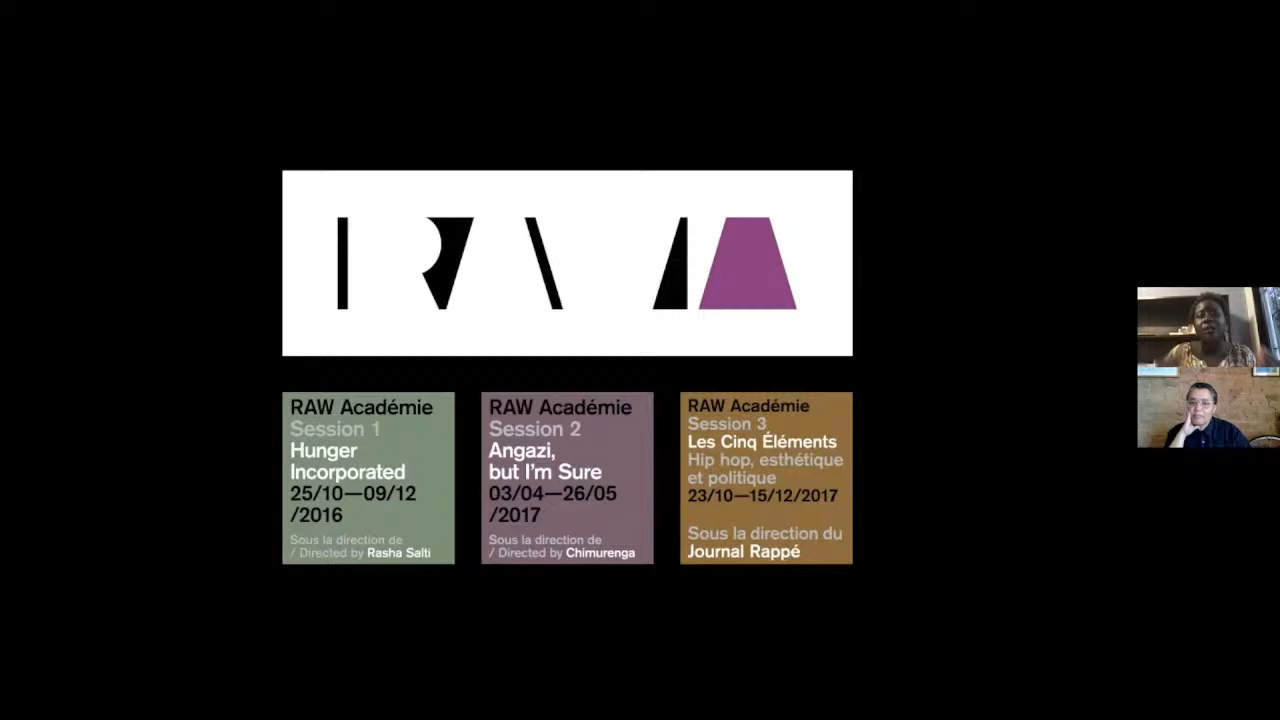 RAW
RAW Académie
Session 1
Hunger
Incorporated
25/10—09/12
/2016
Sous la direction de
/ Directed by Rasha Salti
RAW Académie
Session 2
Angazi,
but I'm Sure
03/04—26/05
/2017
Sous la direction de
/ Directed by Chimurenga
RAW Académie
Session 3
Les Cinq Éléments
Hip hop, esthétique
et politique
23/10—15/12/2017
Sous la direction du
Journal Rappé